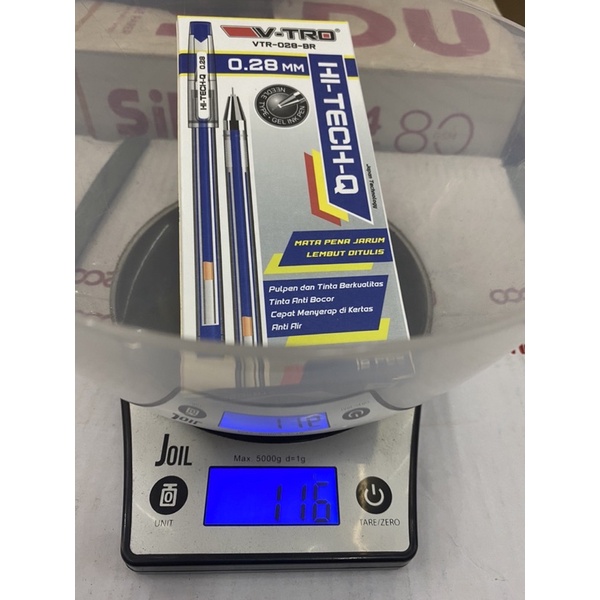 V-TRO®
VTR-028-BR
0.28 MM
HI-TECH-Q
HI-TECH-Q 0.28
NEEDLE TYPE - GEL INK PEN
Japan Technology
MATA PENA JARUM
LEMBUT DITULIS
Pulpen dan Tinta Berkualitas
Tinta Anti Bocor
Cepat Menyerap di Kertas
Anti Air
JOIL
Max. 5000g d=1g
116
UNIT
TARE/ZERO